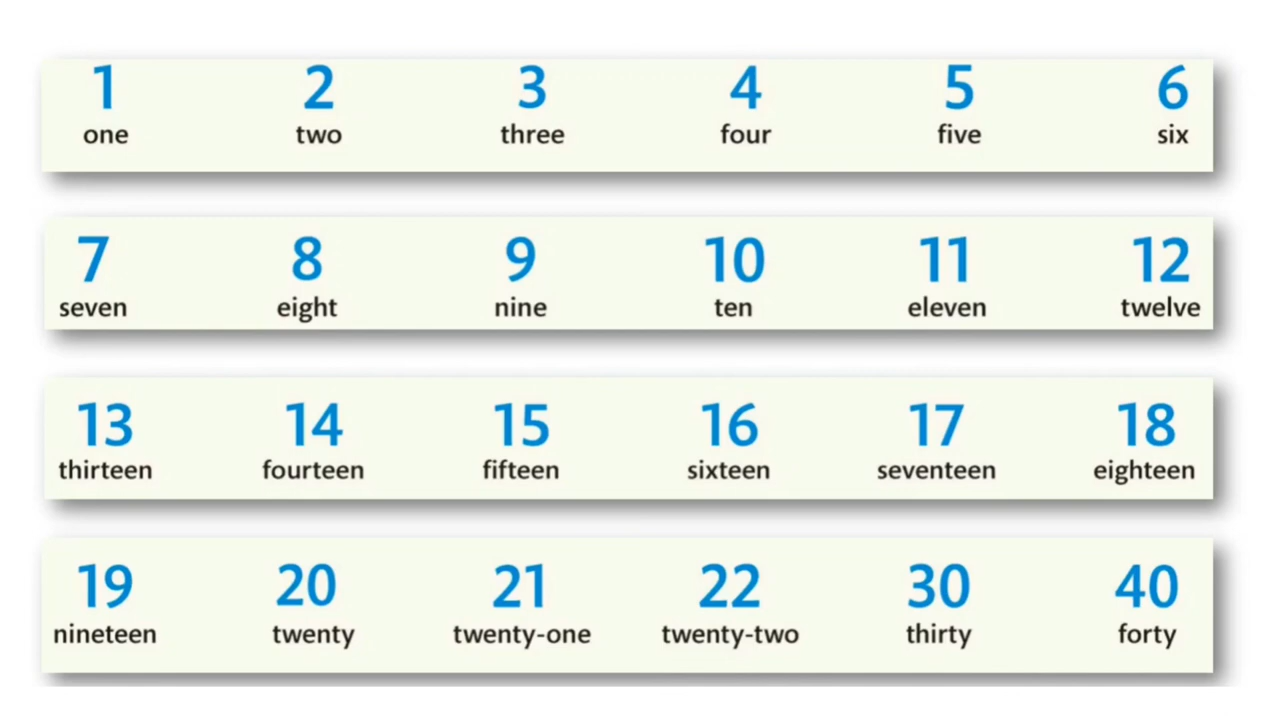 1 2 3 4 5 6
one two three four five six
7 8 9 10 11 12
seven eight nine ten eleven twelve
13 14 15 16 17 18
thirteen fourteen fifteen sixteen seventeen eighteen
19 20 21 22 30 40
nineteen twenty twenty-one twenty-two thirty forty